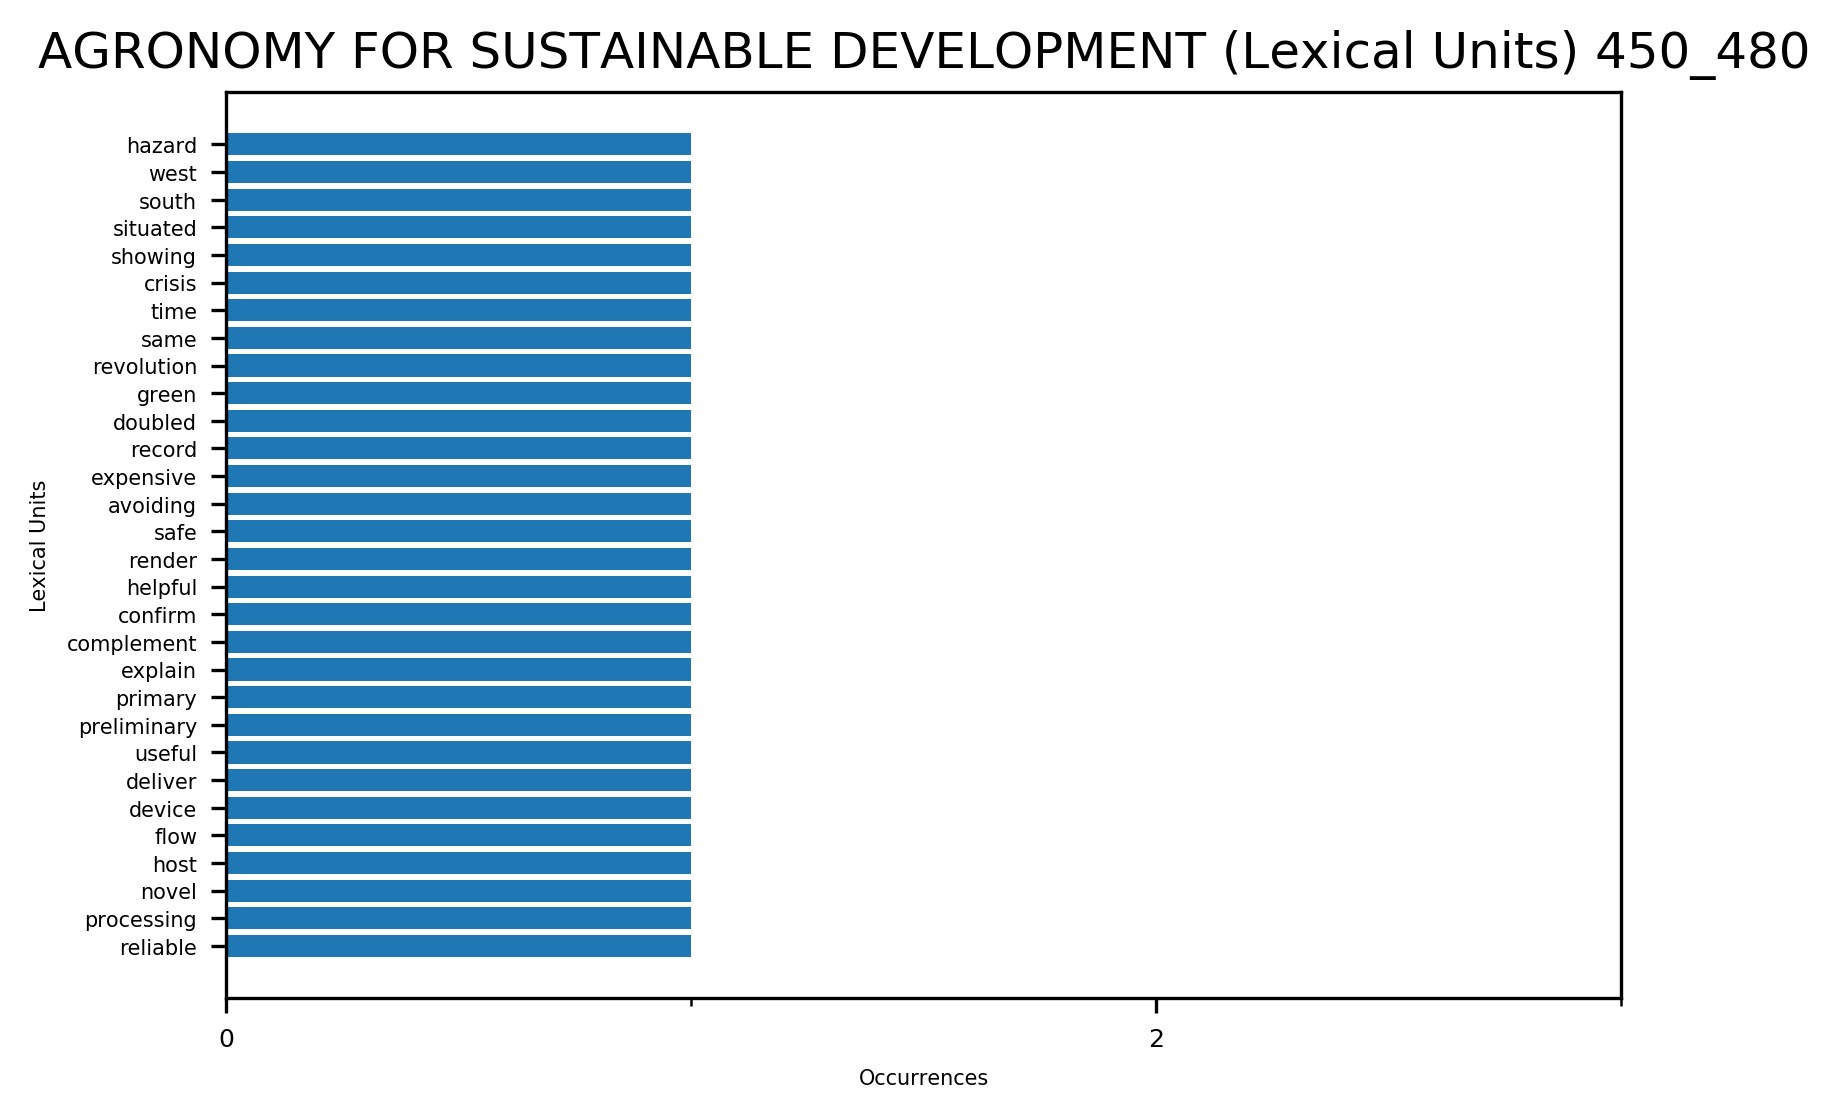 AGRONOMY FOR SUSTAINABLE DEVELOPMENT (Lexical Units) 450_480
Lexical Units
hazard
west
south
situated
showing
crisis
time
same
revolution
green
doubled
record
expensive
avoiding
safe
render
helpful
confirm
complement
explain
primary
preliminary
useful
deliver
device
flow
host
novel
processing
reliable
0 2
Occurrences